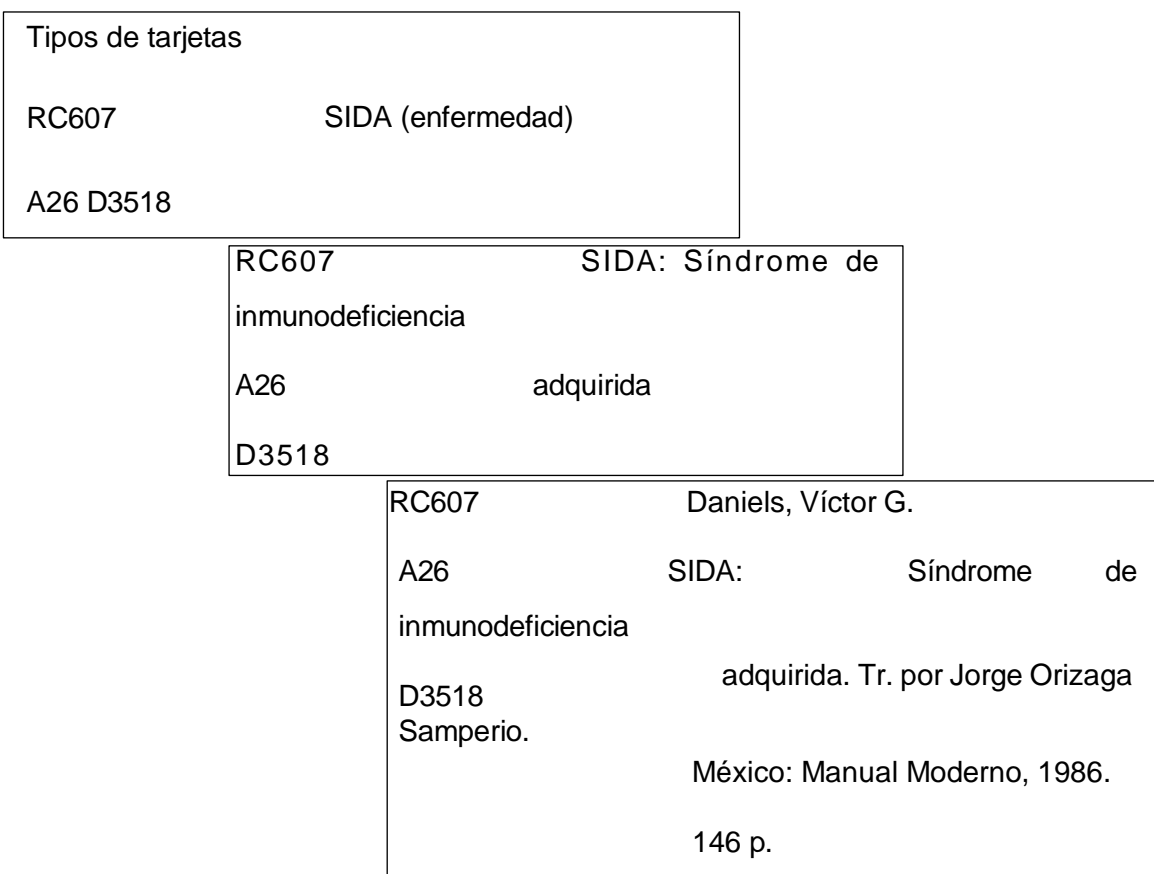 Tipos de tarjetas
RC607 SIDA (enfermedad)
A26 D3518
RC607 SIDA: Síndrome de
inmunodeficiencia
A26 adquirida
D3518
RC607 Daniels, Víctor G.
A26 SIDA: Síndrome de
inmunodeficiencia
adquirida. Tr. por Jorge Orizaga
D3518
Samperio.
México: Manual Moderno, 1986.
146 p.